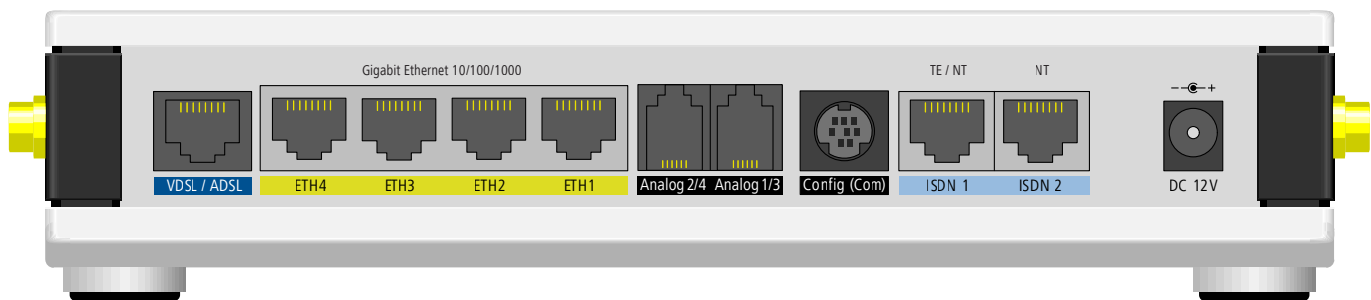 Gigabit Ethernet 10/100/1000
TE / NT
NT
VDSL / ADSL
ETH4
ETH3
ETH2
ETH1
Analog 2/4
Analog 1/3
Config (Com)
ISDN 1
ISDN 2
DC 12V